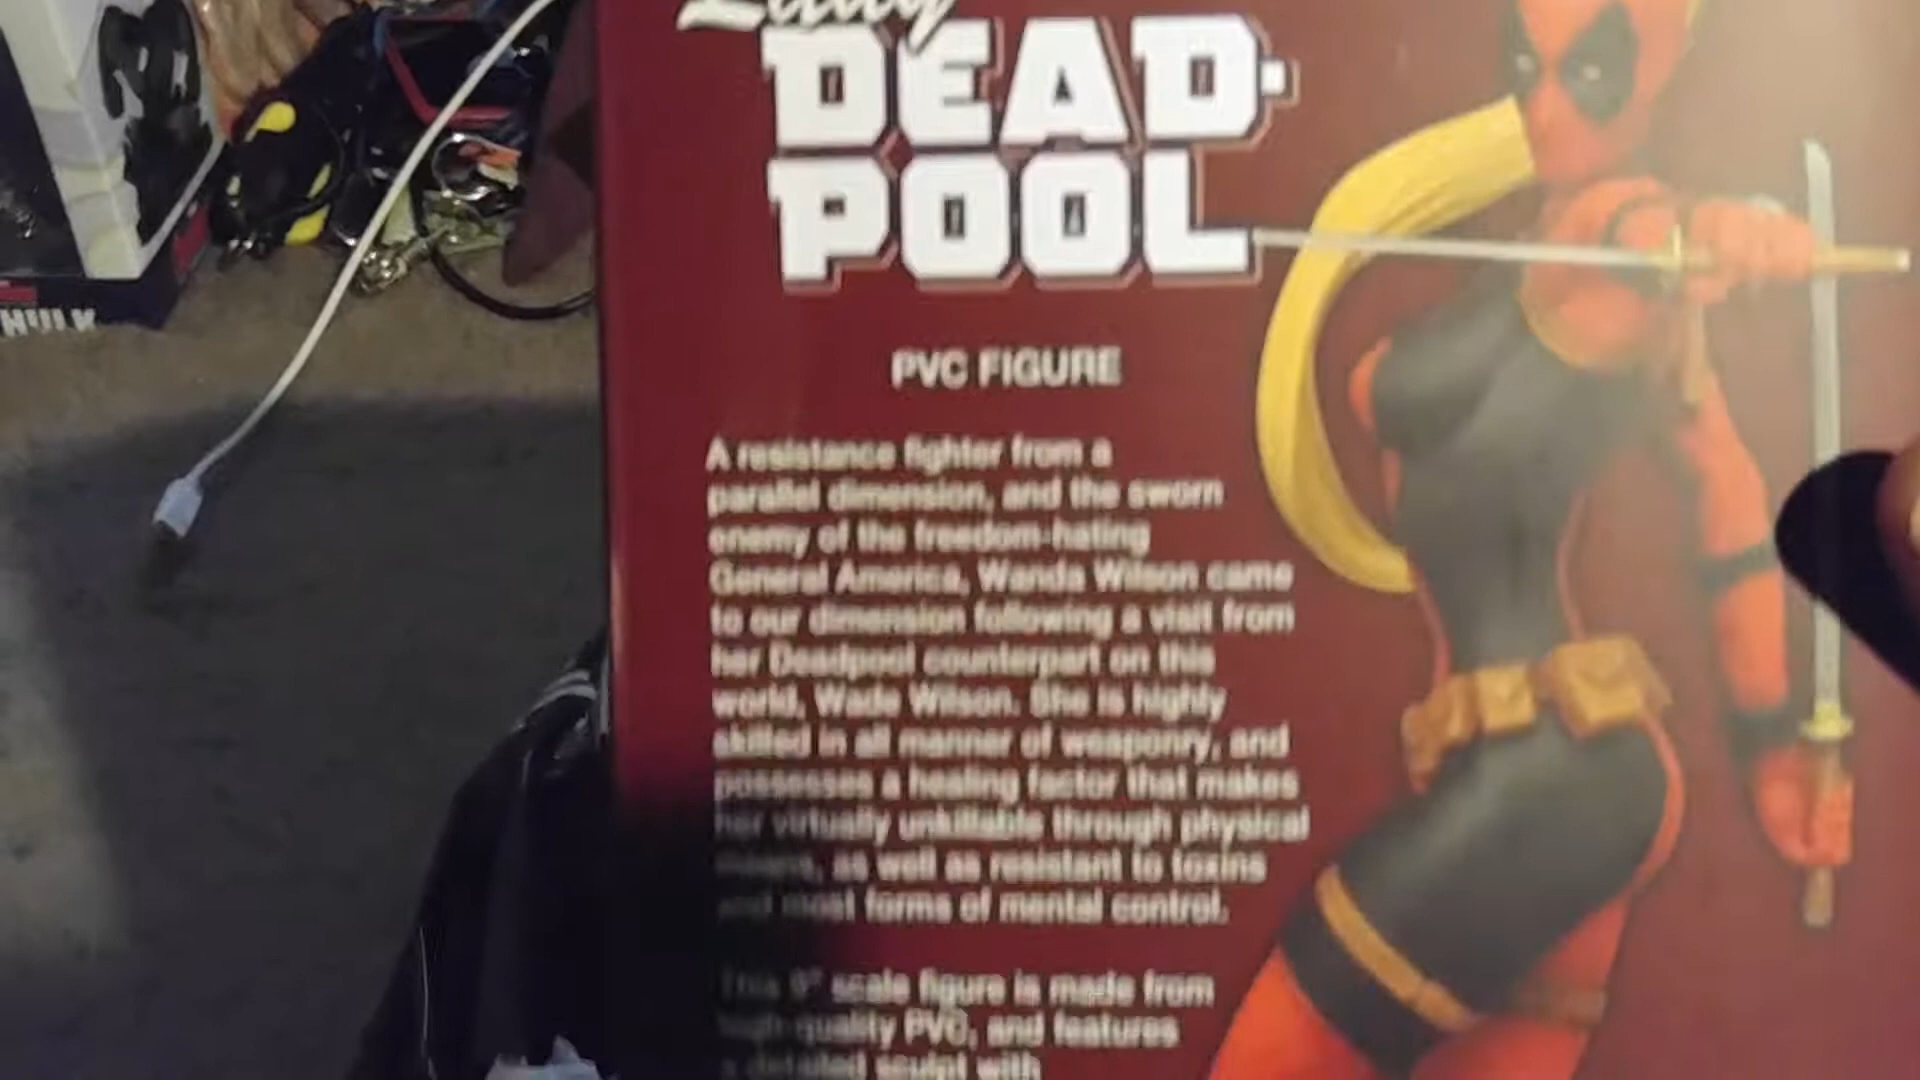 Lady
DEAD-
POOL
PVC FIGURE
A resistance fighter from a
parallel dimension, and the sworn
enemy of the freedom-hating
General America, Wanda Wilson came
to our dimension following a visit from
her Deadpool counterpart on this
world, Wade Wilson. She is highly
skilled in all manner of weaponry, and
possesses a healing factor that makes
her virtually unkillable through physical
means, as well as resistant to toxins
and most forms of mental control.
This 9" scale figure is made from
high-quality PVC, and features
a detailed sculpt with
HULK